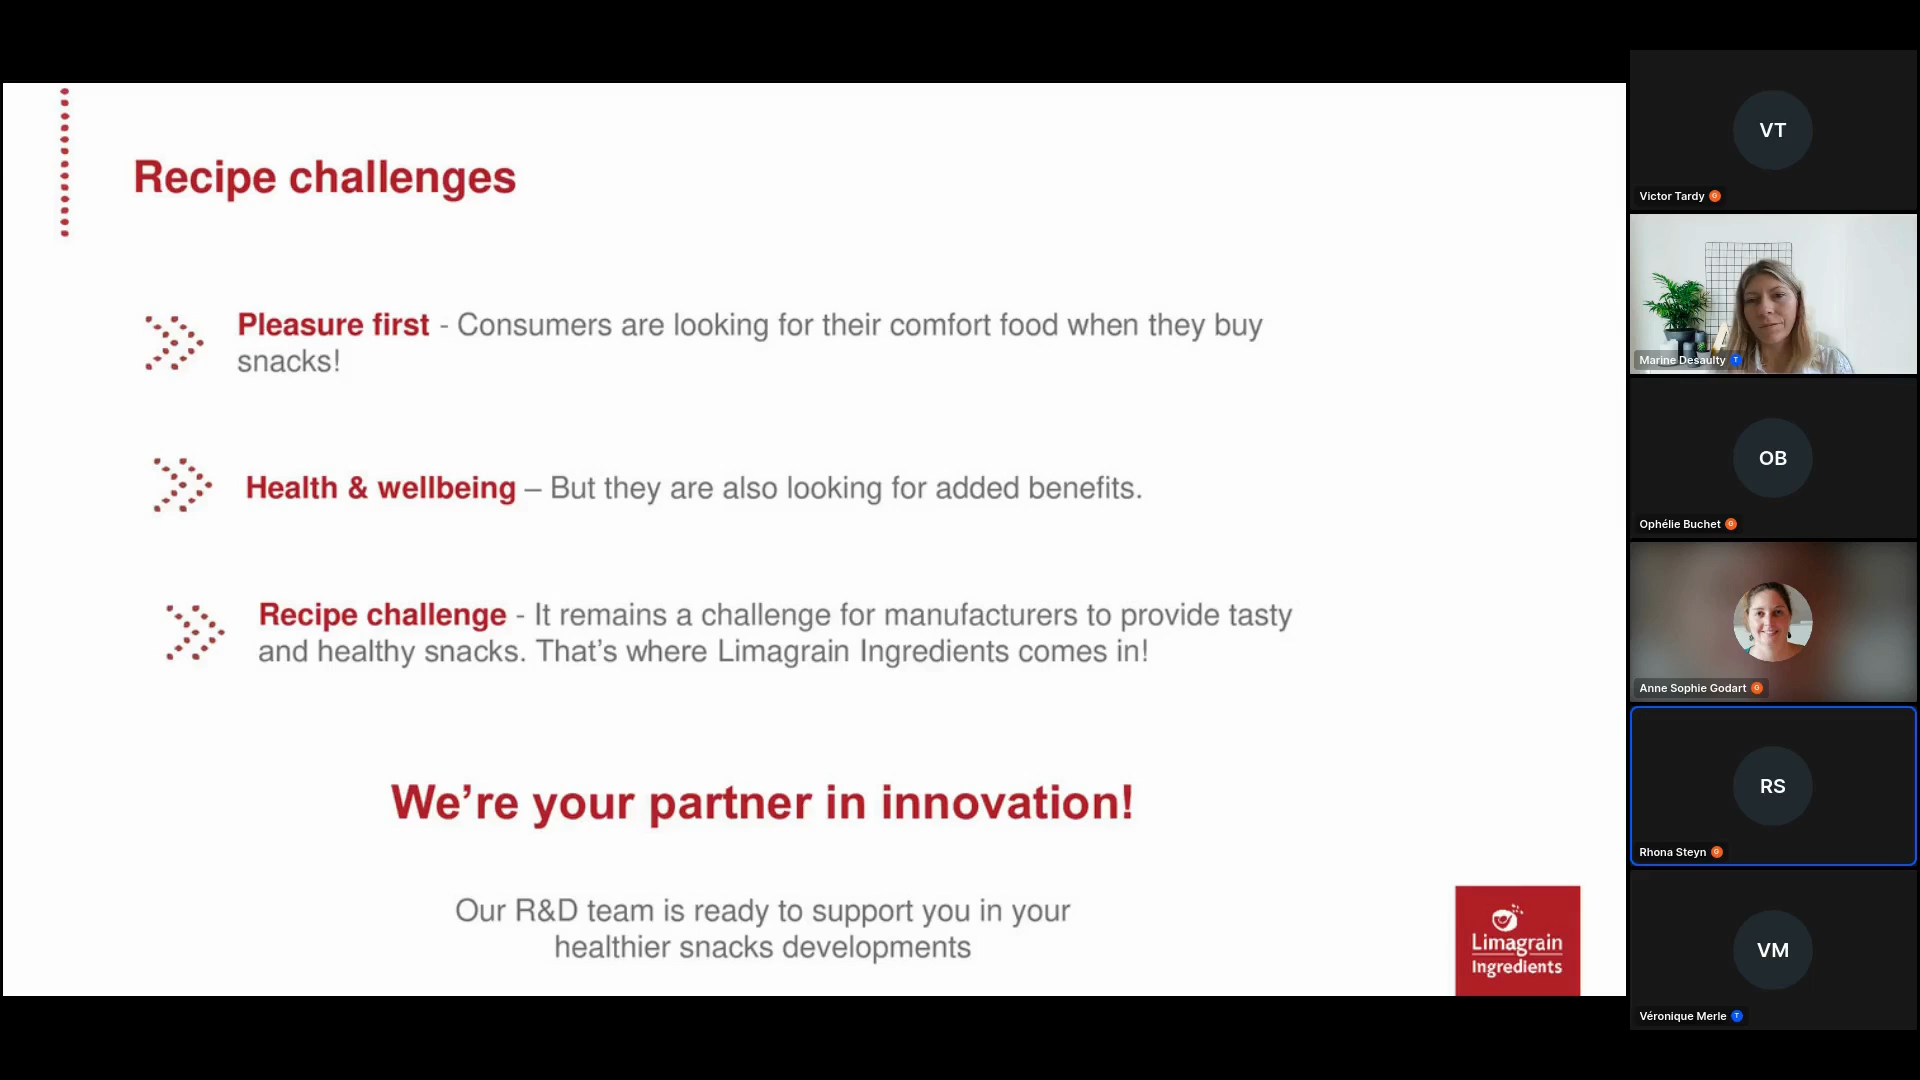 Recipe challenges
Pleasure first - Consumers are looking for their comfort food when they buy
snacks!
Health & wellbeing – But they are also looking for added benefits.
Recipe challenge - It remains a challenge for manufacturers to provide tasty
and healthy snacks. That’s where Limagrain Ingredients comes in!
We’re your partner in innovation!
Our R&D team is ready to support you in your
healthier snacks developments
Limagrain
Ingredients
VT
Victor Tardy G
Marine Desaulty T
OB
Ophélie Buchet G
Anne Sophie Godart G
RS
Rhona Steyn G
VM
Véronique Merle T